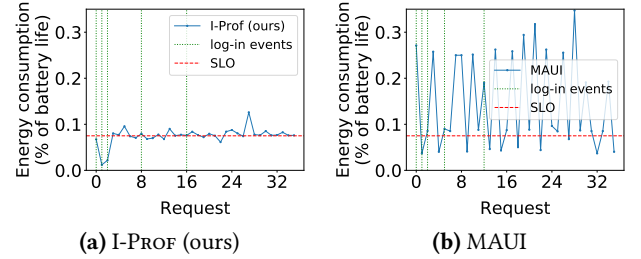 Energy consumption
(% of battery life)
0.3
0.2
0.1
0.0
I-Prof (ours)
log-in events
SLO
0 8 16 24 32
Request
(a) I-Prof (ours)
Energy consumption
(% of battery life)
0.3
0.2
0.1
0.0
MAUI
log-in events
SLO
0 8 16 24 32
Request
(b) MAUI